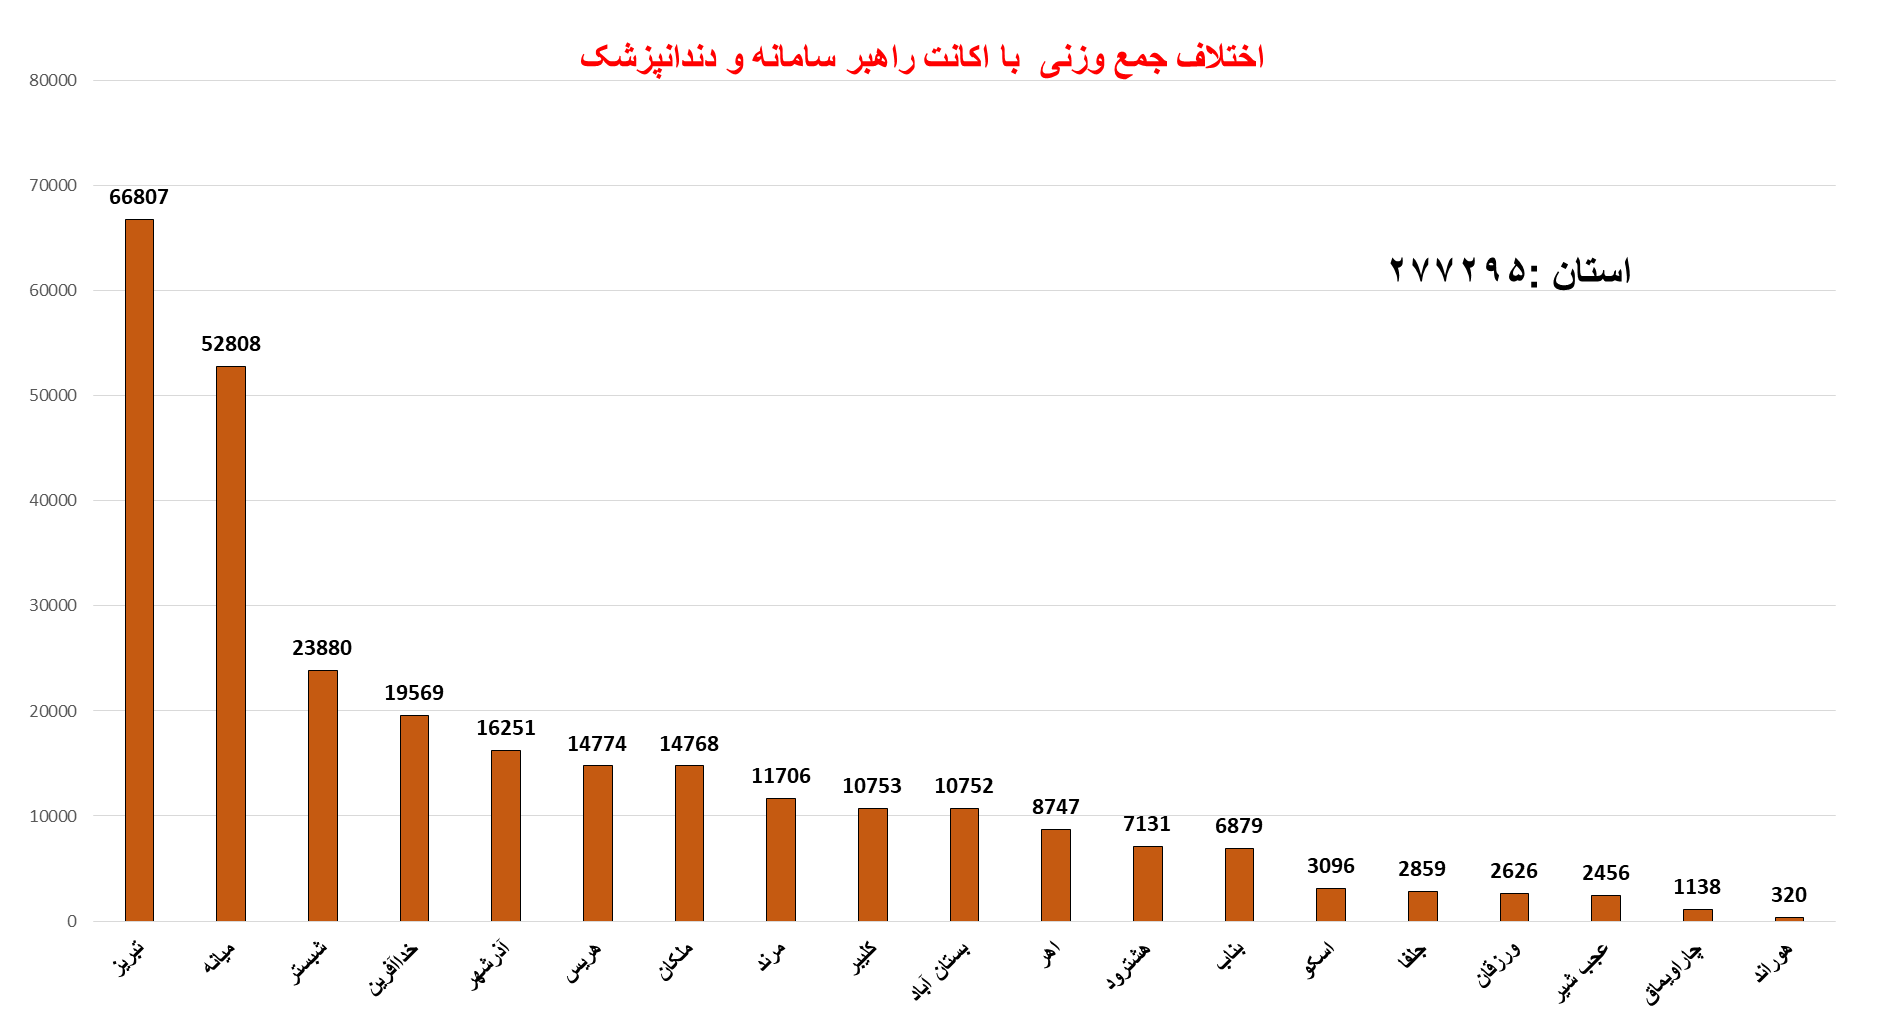 اختلاف جمع وزنی با اکانت راهبر سامانه و دندانپزشک
استان :۲۷۷۲۹۵
80000
70000
60000
50000
40000
30000
20000
10000
0
66807
52808
23880
19569
16251
14774
14768
11706
10753
10752
8747
7131
6879
3096
2859
2626
2456
1138
320
تبریز
میانه
شبستر
خداآفرین
آذرشهر
هریس
ملکان
مرند
کلیبر
بستان آباد
اهر
هشترود
بناب
اسکو
جلفا
ورزقان
عجب شیر
چاراویماق
هوراند